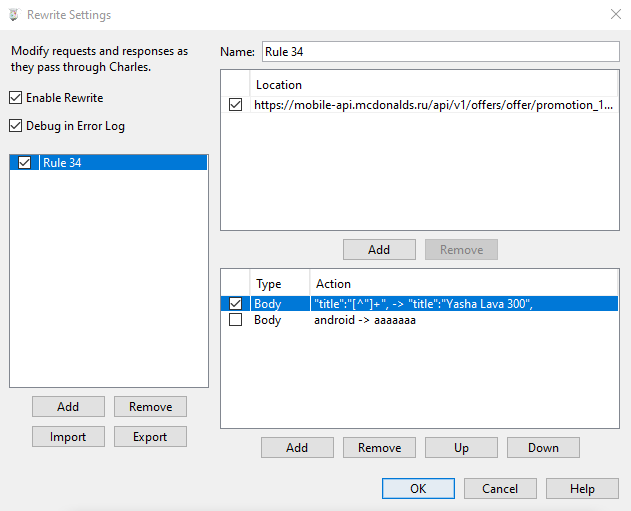 Rewrite Settings
Modify requests and responses as
they pass through Charles.
Enable Rewrite
Debug in Error Log
Rule 34
Add Remove
Import Export
Name: Rule 34
Location
https://mobile-api.mcdonalds.ru/api/v1/offers/offer/promotion_1...
Add Remove
Type Action
Body "title":"[^"]+", -> "title":"Yasha Lava 300",
Body android -> aaaaaaa
Add Remove Up Down
OK Cancel Help